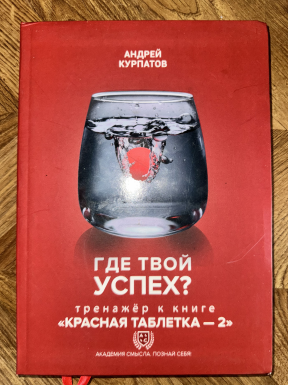 АНДРЕЙ
КУРПАТОВ
ГДЕ ТВОЙ
УСПЕХ?
тренажёр к книге
«КРАСНАЯ ТАБЛЕТКА — 2»
АКАДЕМИЯ СМЫСЛА. ПОЗНАЙ СЕБЯ!